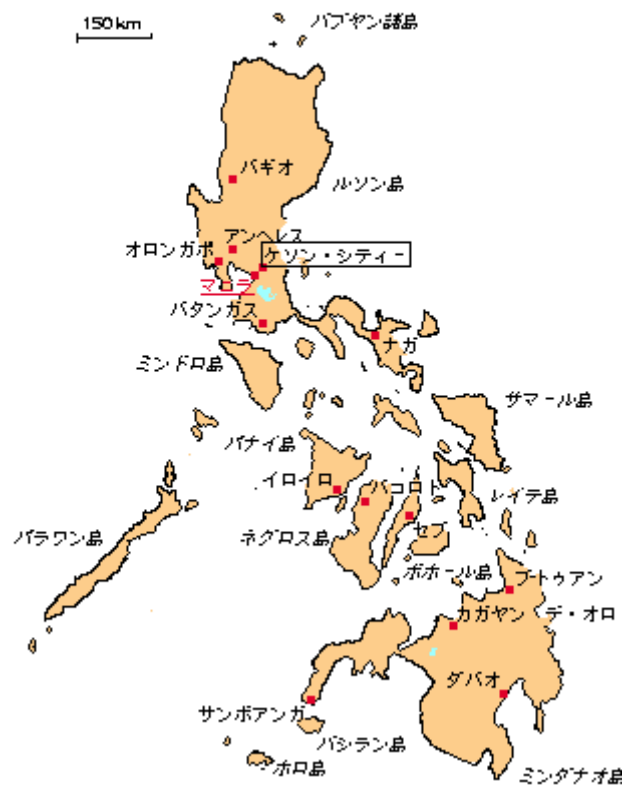 150km
バブヤン諸島
バギオ
ルソン島
アンヘレス
オロンガポ
ケソン・シティー
マニラ
バタンガス
ナガ
ミンドロ島
サマール島
パナイ島
イロイロ
バコロト
レイテ島
セブ
ネグロス島
パラワン島
ボホール島
ブートゥアン
カガヤン デ・オロ
ダバオ
サンボアンガ
バシラン島
ホロ島
ミンダナオ島